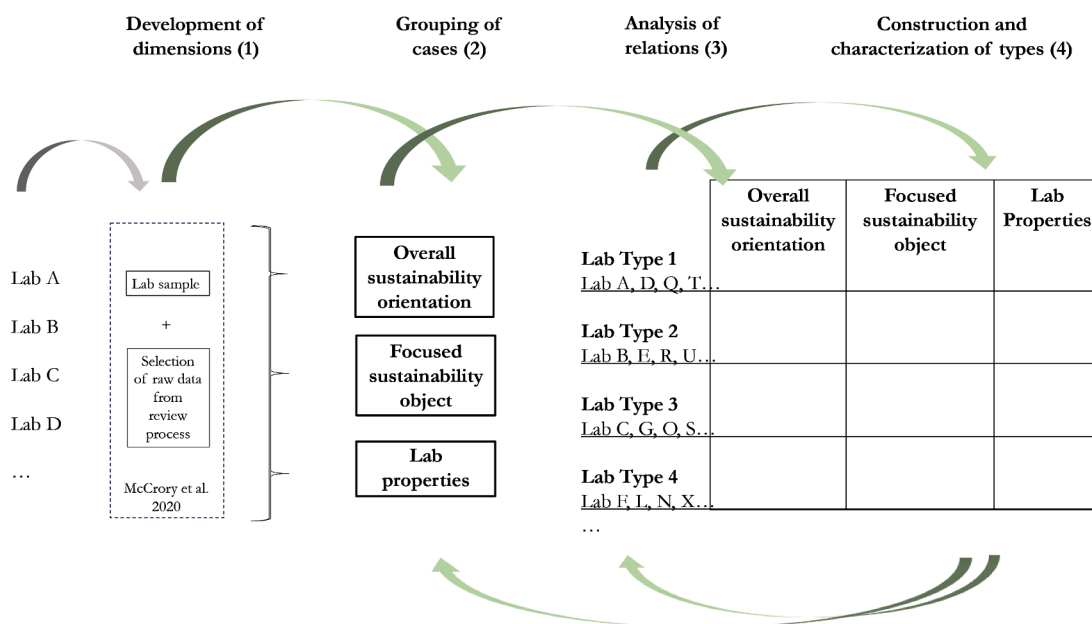 Development of
dimensions (1)
Grouping of
cases (2)
Analysis of
relations (3)
Construction and
characterization of types (4)
Lab A
Lab B
Lab C
Lab D
…
Lab sample
+
Selection
of raw data
from
review
process
McCrory et al.
2020
Overall
sustainability
orientation
Focused
sustainability
object
Lab
properties
Overall
sustainability
orientation
Focused
sustainability
object
Lab
Properties
Lab Type 1
Lab A, D, Q, T…
Lab Type 2
Lab B, E, R, U…
Lab Type 3
Lab C, G, O, S…
Lab Type 4
Lab F, L, N, X…
…